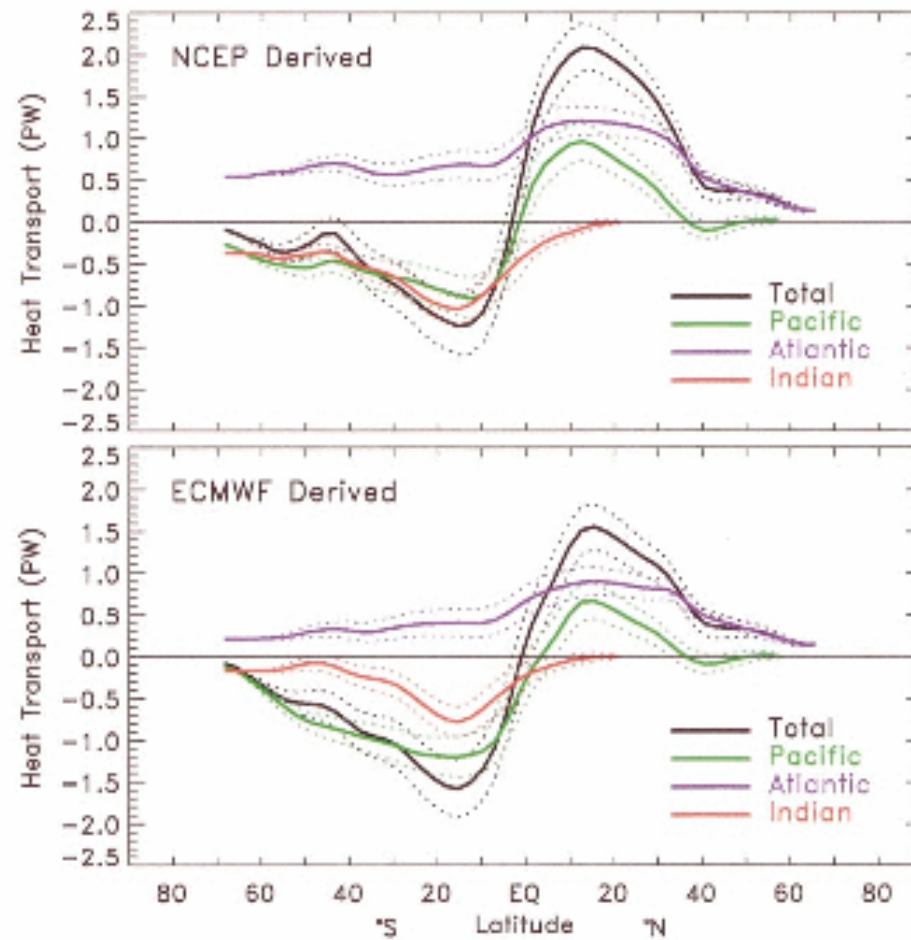 2.5
NCEP Derived
2.0
1.5
1.0
0.5
0.0
-0.5
-1.0
-1.5
-2.0
-2.5
Heat Transport (PW)
Total
Pacific
Atlantic
Indian
2.5
ECMWF Derived
2.0
1.5
1.0
0.5
0.0
-0.5
-1.0
-1.5
-2.0
-2.5
Heat Transport (PW)
Total
Pacific
Atlantic
Indian
80 60 40 20 EQ 20 40 60 80
°S Latitude °N